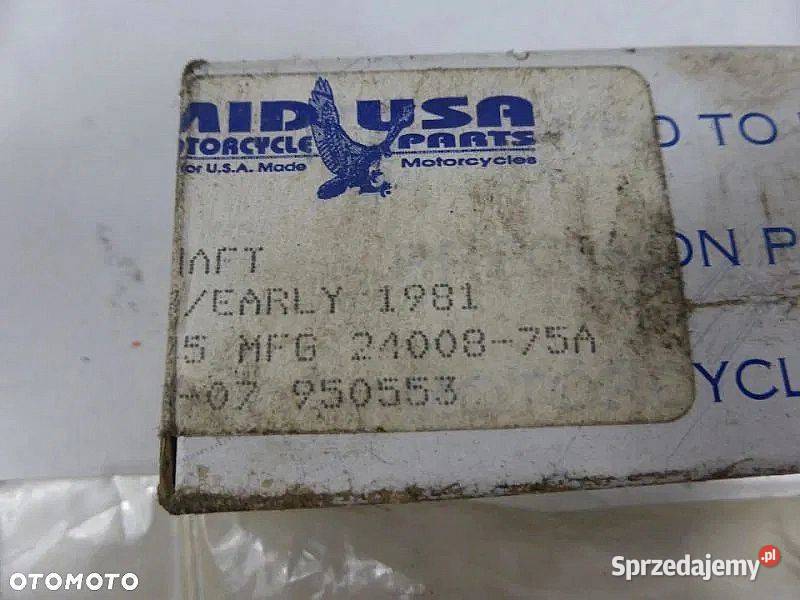 MID USA
MOTORCYCLE PARTS
for U.S.A. Made Motorcycles
HAFT
/EARLY 1981
5 MFG 24008-75A
-07 950553
D TO
ON P
YCL
OTOMOTO
Sprzedajemy.pl